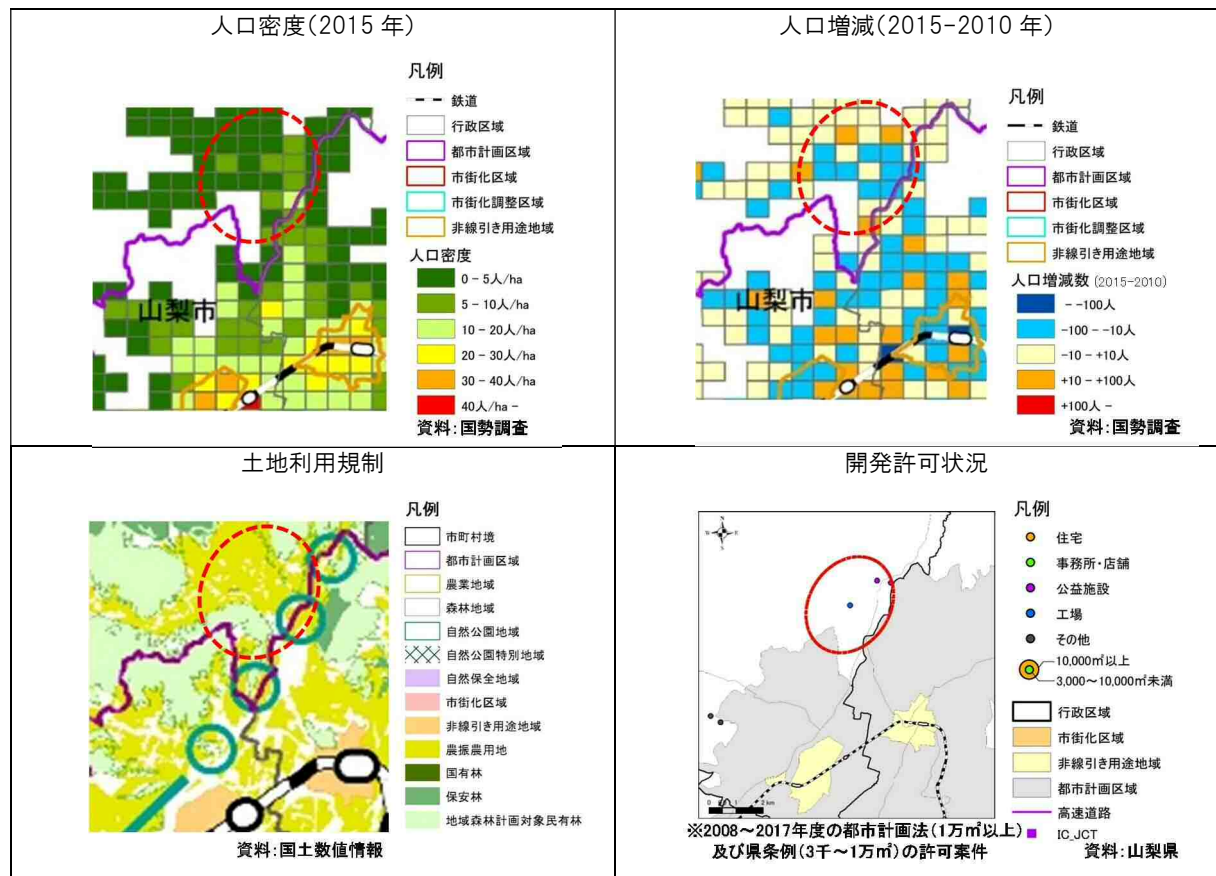 人口密度(2015年)
凡例
鉄道
行政区域
都市計画区域
市街化区域
市街化調整区域
非線引き用途地域
人口密度
0 - 5人/ha
5 - 10人/ha
10 - 20人/ha
20 - 30人/ha
30 - 40人/ha
40人/ha -
資料:国勢調査
山梨市
人口増減(2015-2010年)
凡例
鉄道
行政区域
都市計画区域
市街化区域
市街化調整区域
非線引き用途地域
人口増減数 (2015-2010)
- -100人
-100 - -10人
-10 - +10人
+10 - +100人
+100人 -
資料:国勢調査
山梨市
土地利用規制
凡例
市町村境
都市計画区域
農業地域
森林地域
自然公園地域
自然公園特別地域
自然保全地域
市街化区域
非線引き用途地域
農振農用地
国有林
保安林
地域森林計画対象民有林
資料:国土数値情報
開発許可状況
凡例
住宅
事務所・店舗
公益施設
工場
その他
10,000㎡以上
3,000~10,000㎡未満
行政区域
市街化区域
非線引き用途地域
都市計画区域
高速道路
IC_JCT
N
W E
S
2 km
※2008~2017年度の都市計画法(1万㎡以上)
及び県条例(3千~1万㎡)の許可案件
資料:山梨県